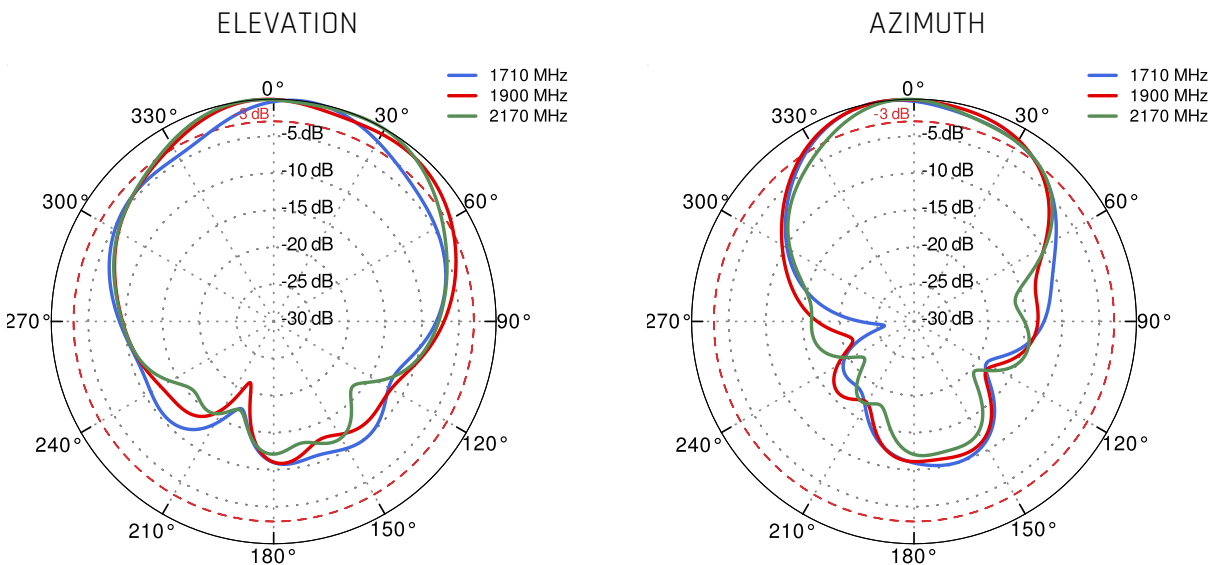 ELEVATION
1710 MHz
1900 MHz
2170 MHz
0°
330°
30°
3 dB
-5 dB
-10 dB
300°
60°
-15 dB
-20 dB
-25 dB
270°
-30 dB
90°
240°
120°
210°
150°
180°
AZIMUTH
1710 MHz
1900 MHz
2170 MHz
0°
330°
30°
-3 dB
-5 dB
-10 dB
300°
60°
-15 dB
-20 dB
-25 dB
270°
-30 dB
90°
240°
120°
210°
150°
180°